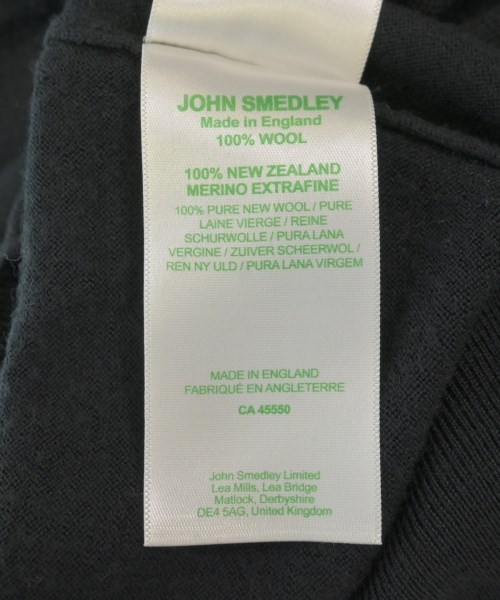 JOHN SMEDLEY
Made in England
100% WOOL
100% NEW ZEALAND
MERINO EXTRAFINE
100% PURE NEW WOOL / PURE
LAINE VIERGE / REINE
SCHURWOLLE / PURA LANA
VERGINE / ZUIVER SCHEERWOL /
REN NY ULD / PURA LANA VIRGEM
MADE IN ENGLAND
FABRIQUÉ EN ANGLETERRE
CA 45550
John Smedley Limited
Lea Mills, Lea Bridge
Matlock, Derbyshire
DE4 5AG, United Kingdom